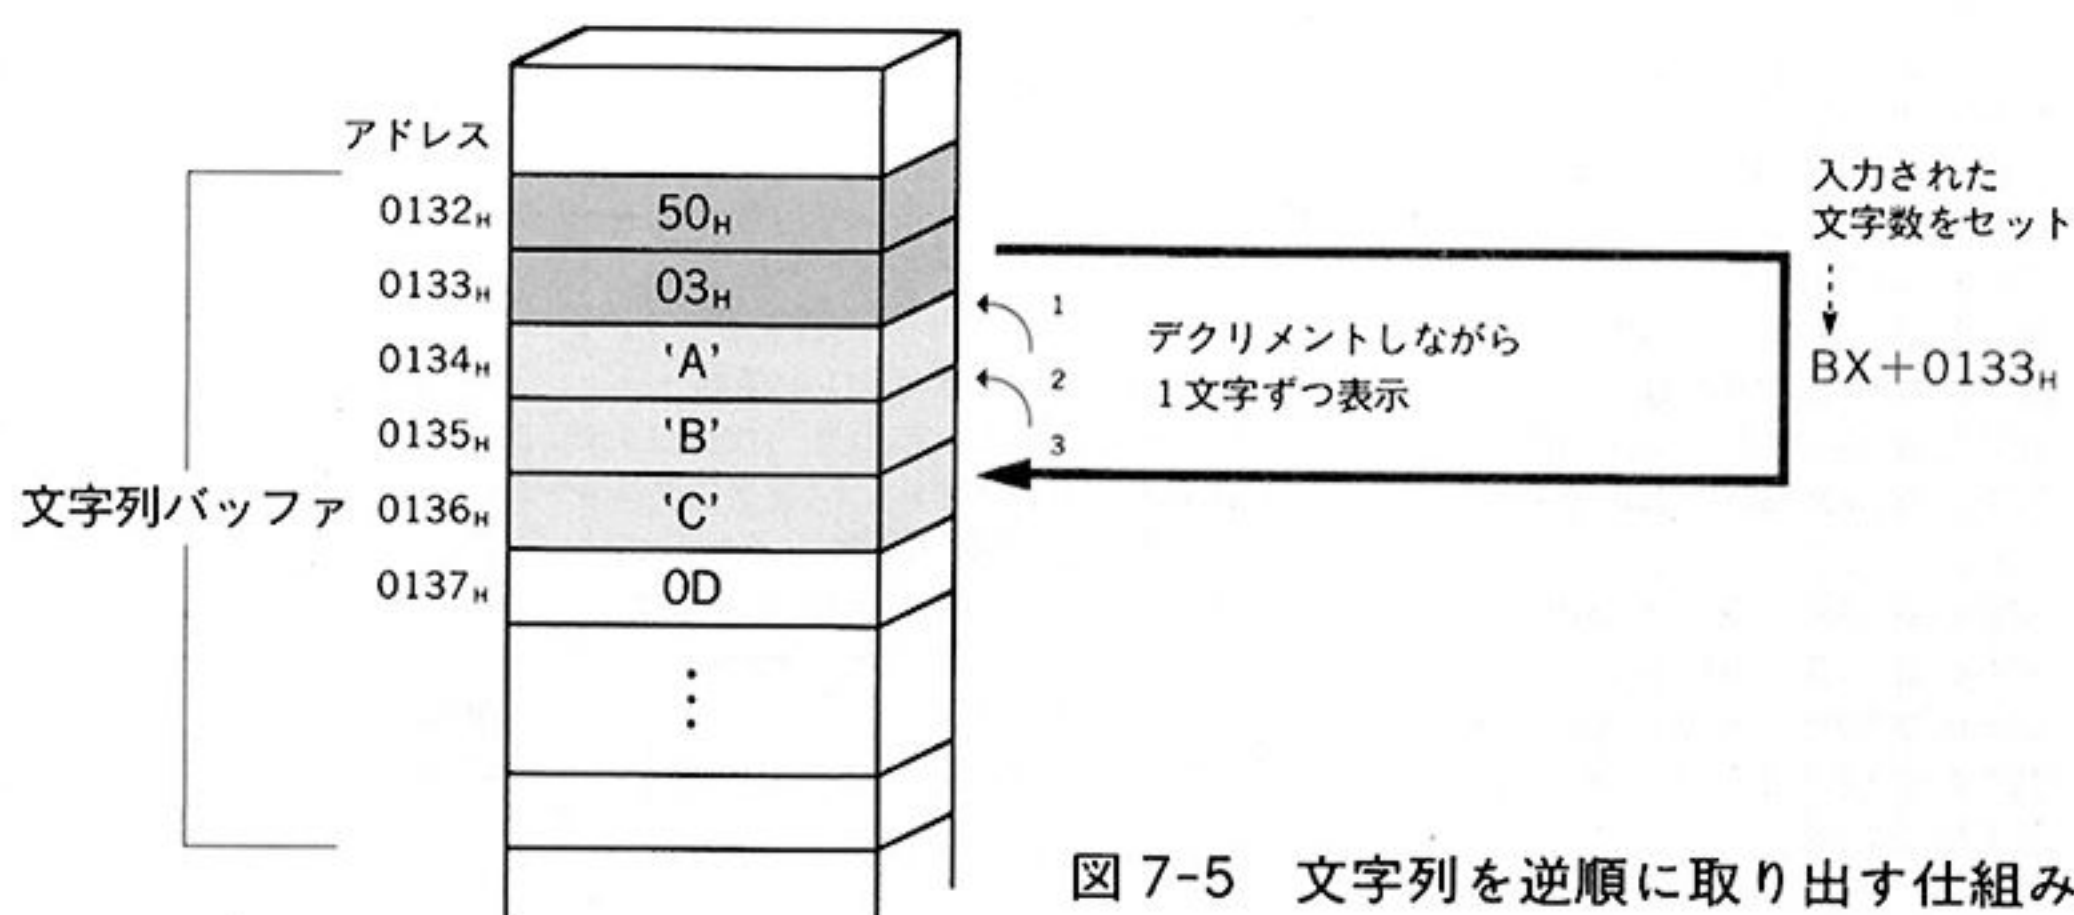 アドレス
0132H 50H
0133H 03H
0134H 'A'
0135H 'B'
文字列バッファ 0136H 'C'
0137H 0D
⋮
1
2
3
デクリメントしながら
1文字ずつ表示
入力された
文字数をセット
BX+0133H
図 7-5 文字列を逆順に取り出す仕組み